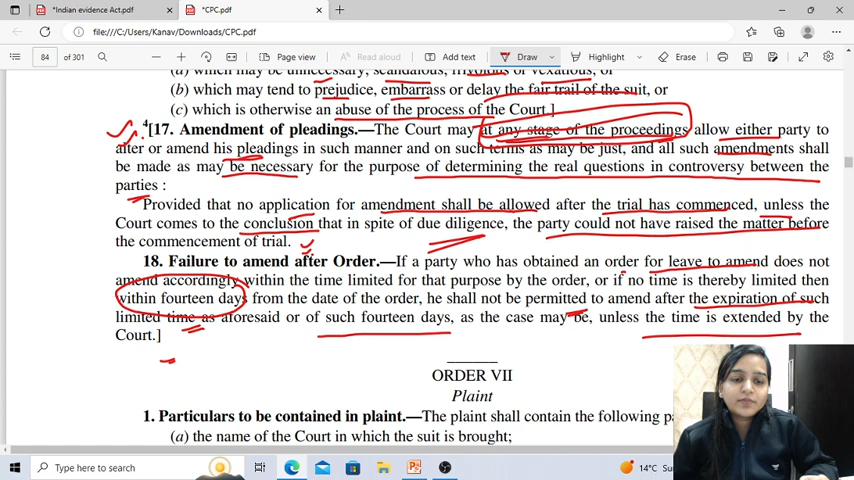 *Indian evidence Act.pdf
*CPC.pdf
file:///C:/Users/Kanav/Downloads/CPC.pdf
84 of 301
Page view
Read aloud
Add text
Draw
Highlight
Erase
(a) which may be unnecessary, scandalous, frivolous or vexatious, or
(b) which may tend to prejudice, embarrass or delay the fair trail of the suit, or
(c) which is otherwise an abuse of the process of the Court.]
4[17. Amendment of pleadings.—The Court may at any stage of the proceedings allow either party to
alter or amend his pleadings in such manner and on such terms as may be just, and all such amendments shall
be made as may be necessary for the purpose of determining the real questions in controversy between the
parties :
Provided that no application for amendment shall be allowed after the trial has commenced, unless the
Court comes to the conclusion that in spite of due diligence, the party could not have raised the matter before
the commencement of trial.
18. Failure to amend after Order.—If a party who has obtained an order for leave to amend does not
amend accordingly within the time limited for that purpose by the order, or if no time is thereby limited then
within fourteen days from the date of the order, he shall not be permitted to amend after the expiration of such
limited time as aforesaid or of such fourteen days, as the case may be, unless the time is extended by the
Court.]
ORDER VII
Plaint
1. Particulars to be contained in plaint.—The plaint shall contain the following
(a) the name of the Court in which the suit is brought;
Type here to search
14°C